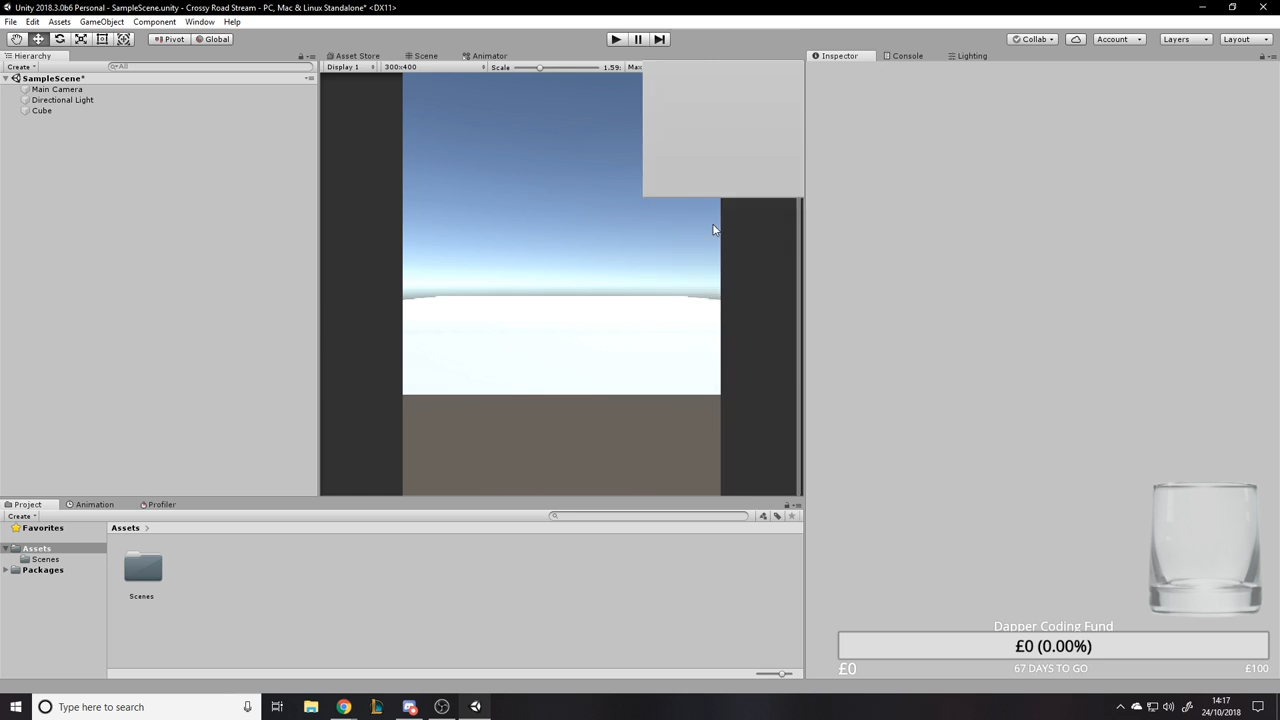 Unity 2018.3.0b6 Personal - SampleScene.unity - Crossy Road Stream - PC, Mac & Linux Standalone* <DX11>
File Edit Assets GameObject Component Window Help
Pivot Global Collab Account Layers Layout
Hierarchy Asset Store Scene Animator Inspector Console Lighting
Create All Display 1 300x400 Scale 1.59: Max
SampleScene*
Main Camera
Directional Light
Cube
Project Animation Profiler
Create
Favorites Assets
Assets
Scenes
Packages
Scenes
Dapper Coding Fund
£0 (0.00%)
£0 67 DAYS TO GO £100
Type here to search
14:17
24/10/2018